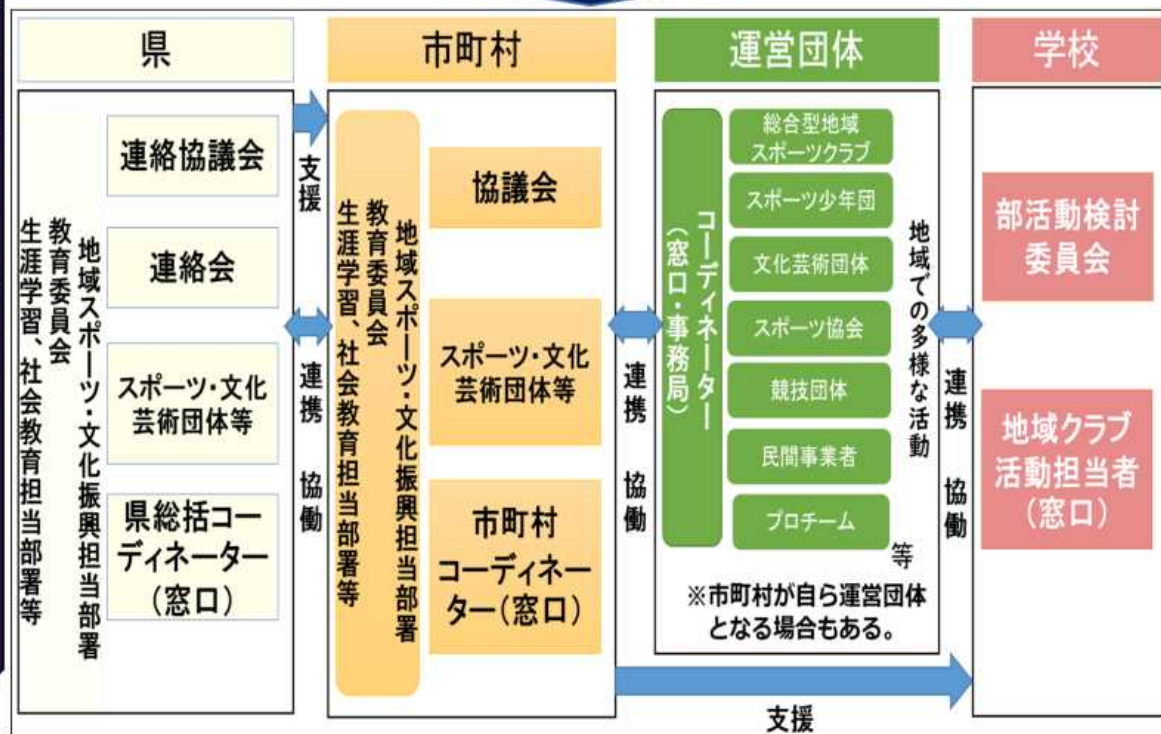 県
地域スポーツ・文化振興担当部署
教育委員会
生涯学習、社会教育担当部署等
連絡協議会
連絡会
スポーツ・文化
芸術団体等
県総括コー
ディネーター
(窓口)
支援
連携
協働
市町村
地域スポーツ・文化振興担当部署
教育委員会
生涯学習、社会教育担当部署等
協議会
スポーツ・文化
芸術団体等
市町村
コーディネー
ター(窓口)
連携
協働
運営団体
コーディネーター
(窓口・事務局)
総合型地域
スポーツクラブ
スポーツ少年団
文化芸術団体
スポーツ協会
競技団体
民間事業者
プロチーム
等
地域での多様な活動
※市町村が自ら運営団体
となる場合もある。
連携
協働
学校
部活動検討
委員会
地域クラブ
活動担当者
(窓口)
支援